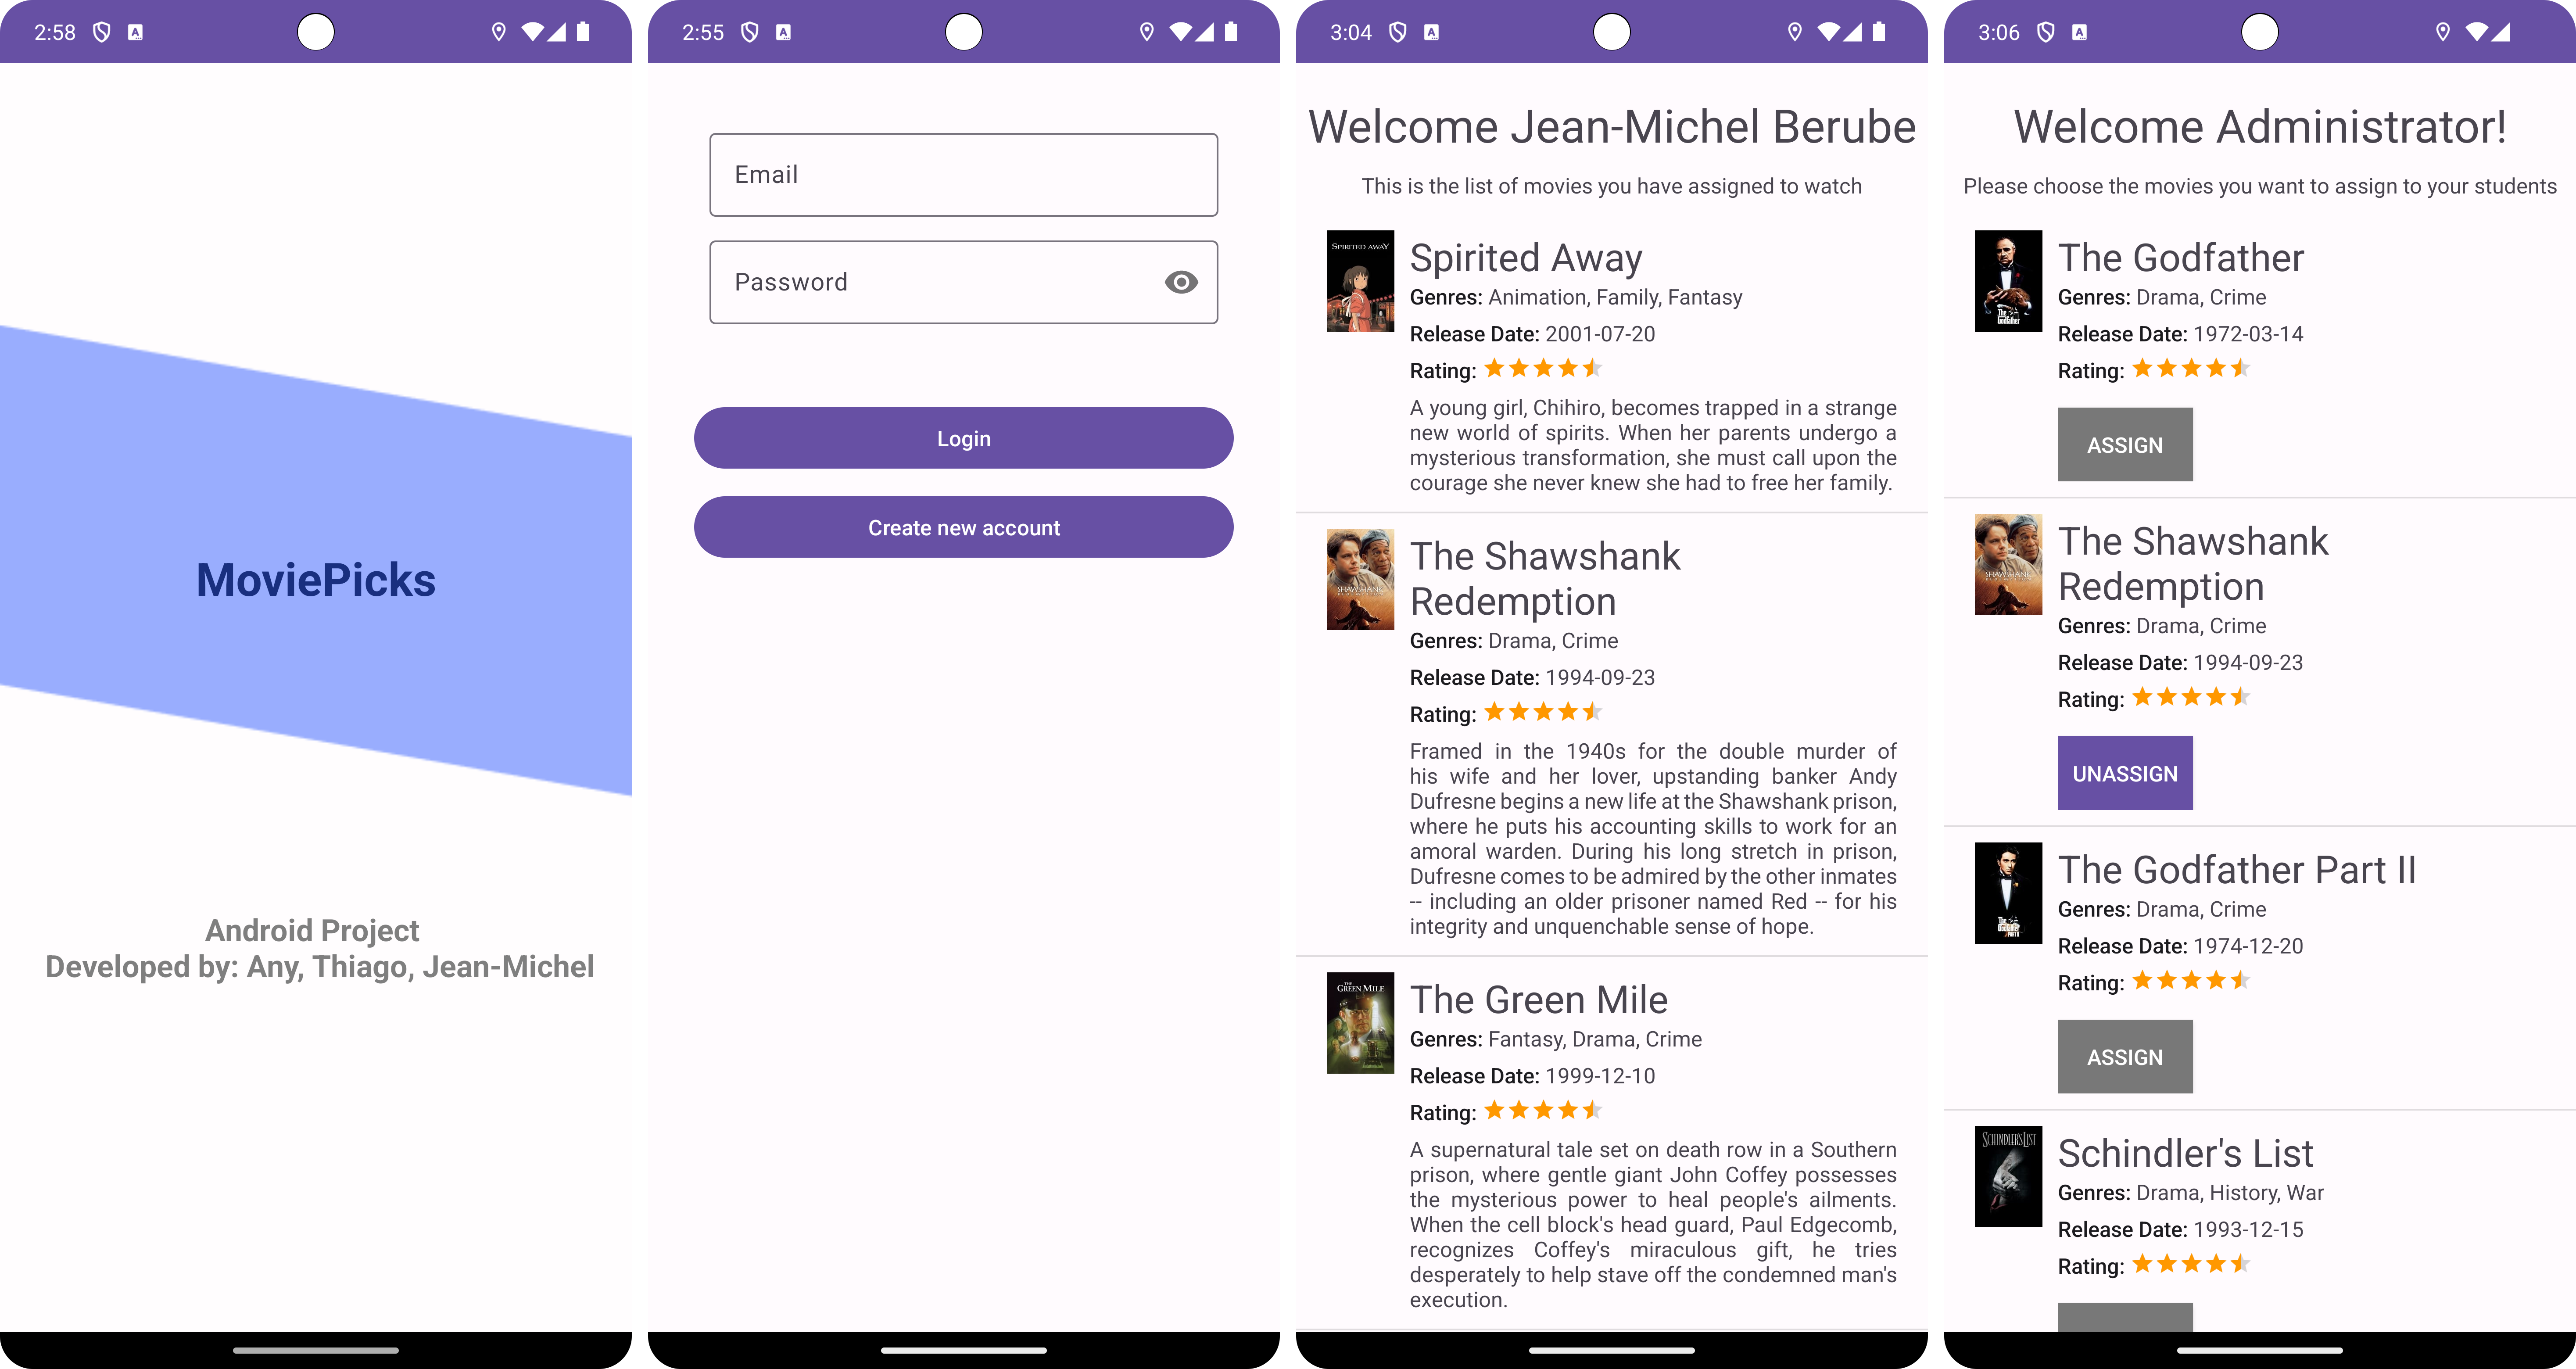 2:58
MoviePicks
Android Project
Developed by: Any, Thiago, Jean-Michel
2:55
Email
Password
Login
Create new account
3:04
Welcome Jean-Michel Berube
This is the list of movies you have assigned to watch
SPIRITED AWAY
Spirited Away
Genres: Animation, Family, Fantasy
Release Date: 2001-07-20
Rating:
A young girl, Chihiro, becomes trapped in a strange
new world of spirits. When her parents undergo a
mysterious transformation, she must call upon the
courage she never knew she had to free her family.
SHAWSHANK
The Shawshank
Redemption
Genres: Drama, Crime
Release Date: 1994-09-23
Rating:
Framed in the 1940s for the double murder of
his wife and her lover, upstanding banker Andy
Dufresne begins a new life at the Shawshank prison,
where he puts his accounting skills to work for an
amoral warden. During his long stretch in prison,
Dufresne comes to be admired by the other inmates
-- including an older prisoner named Red -- for his
integrity and unquenchable sense of hope.
THE
GREEN MILE
The Green Mile
Genres: Fantasy, Drama, Crime
Release Date: 1999-12-10
Rating:
A supernatural tale set on death row in a Southern
prison, where gentle giant John Coffey possesses
the mysterious power to heal people's ailments.
When the cell block's head guard, Paul Edgecomb,
recognizes Coffey's miraculous gift, he tries
desperately to help stave off the condemned man's
execution.
3:06
Welcome Administrator!
Please choose the movies you want to assign to your students
The
Godfather
The Godfather
Genres: Drama, Crime
Release Date: 1972-03-14
Rating:
ASSIGN
SHAWSHANK
The Shawshank
Redemption
Genres: Drama, Crime
Release Date: 1994-09-23
Rating:
UNASSIGN
The Godfather Part II
Genres: Drama, Crime
Release Date: 1974-12-20
Rating:
ASSIGN
SCHINDLER'S LIST
Schindler's List
Genres: Drama, History, War
Release Date: 1993-12-15
Rating: